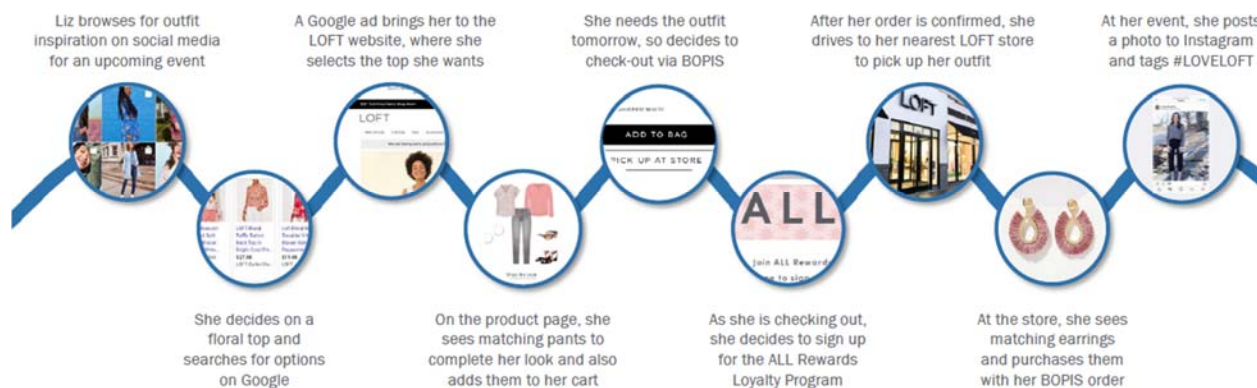 Liz browses for outfit
inspiration on social media
for an upcoming event
A Google ad brings her to the
LOFT website, where she
selects the top she wants
She needs the outfit
tomorrow, so decides to
check-out via BOPIS
After her order is confirmed, she
drives to her nearest LOFT store
to pick up her outfit
At her event, she posts
a photo to Instagram
and tags #LOVELOFT
LOFT
ADD TO BAG
PICK UP AT STORE
LOFT
ALL
Join ALL Rewards
She decides on a
floral top and
searches for options
on Google
On the product page, she
sees matching pants to
complete her look and also
adds them to her cart
As she is checking out,
she decides to sign up
for the ALL Rewards
Loyalty Program
At the store, she sees
matching earrings
and purchases them
with her BOPIS order